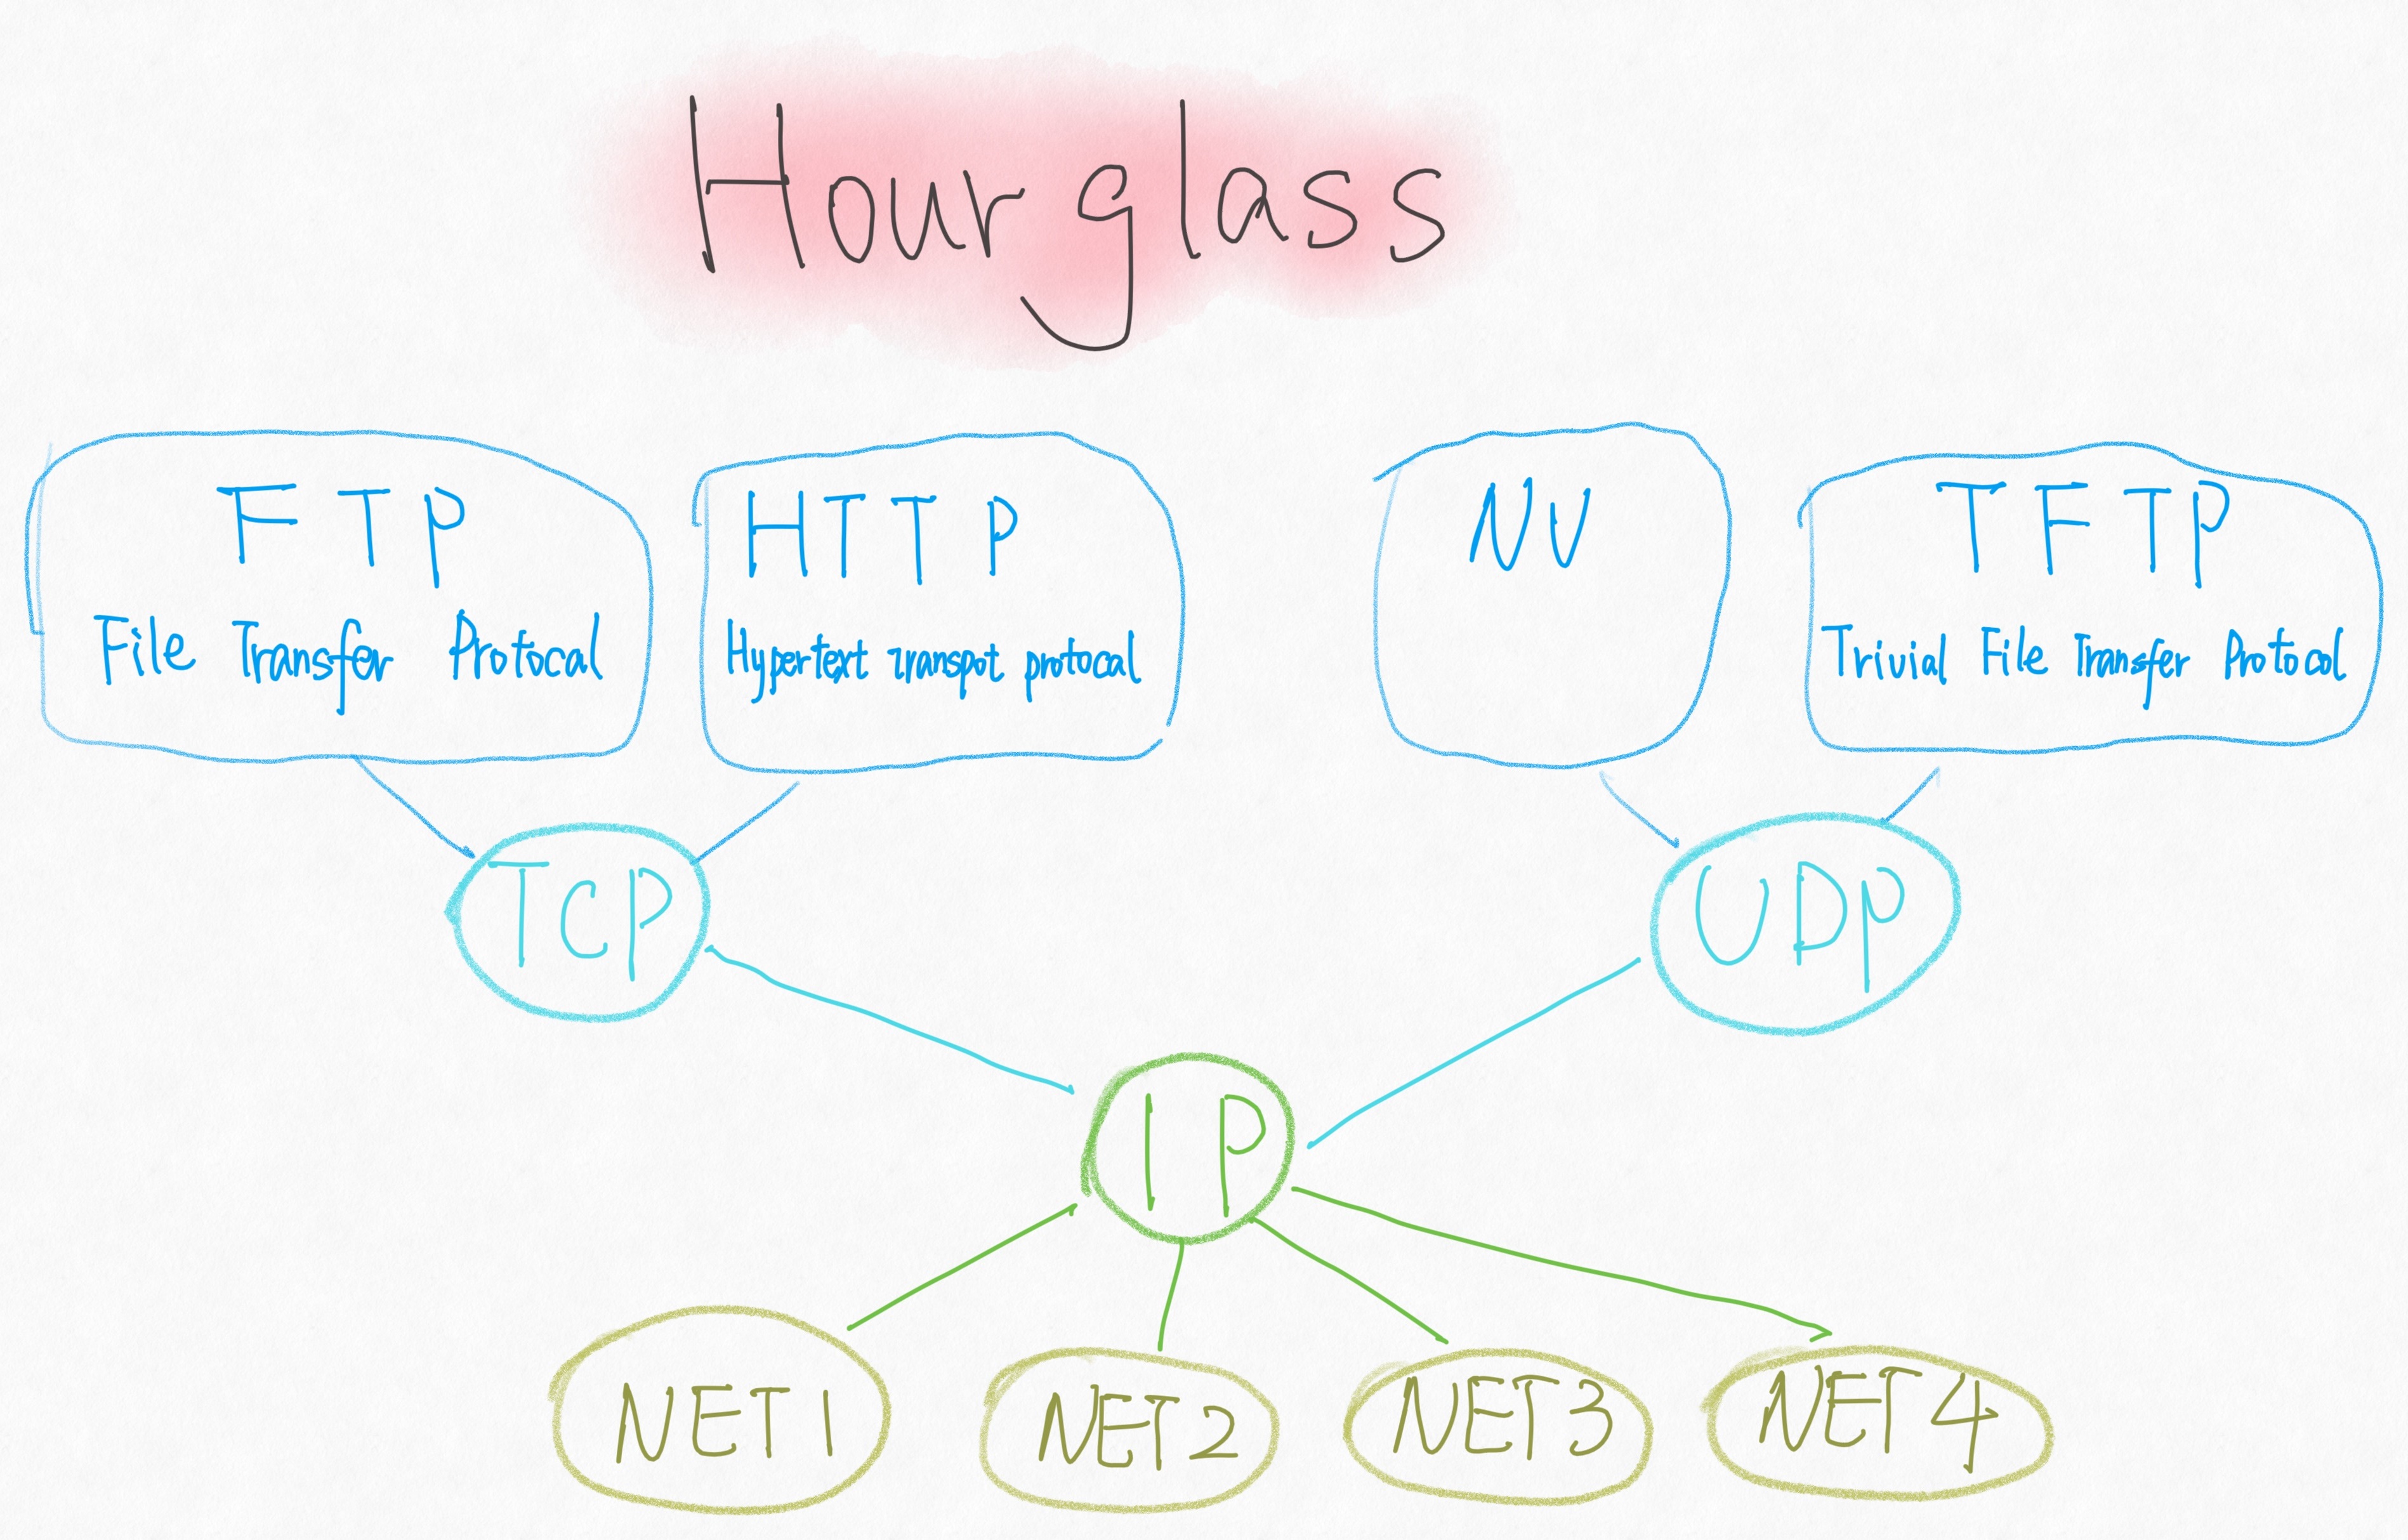 Hourglass
FTP
File Transfer Protocal
HTTP
Hypertext Transpot protocal
NV
TFTP
Trivial File Transfer Protocol
TCP
UDP
IP
NET1
NET2
NET3
NET4